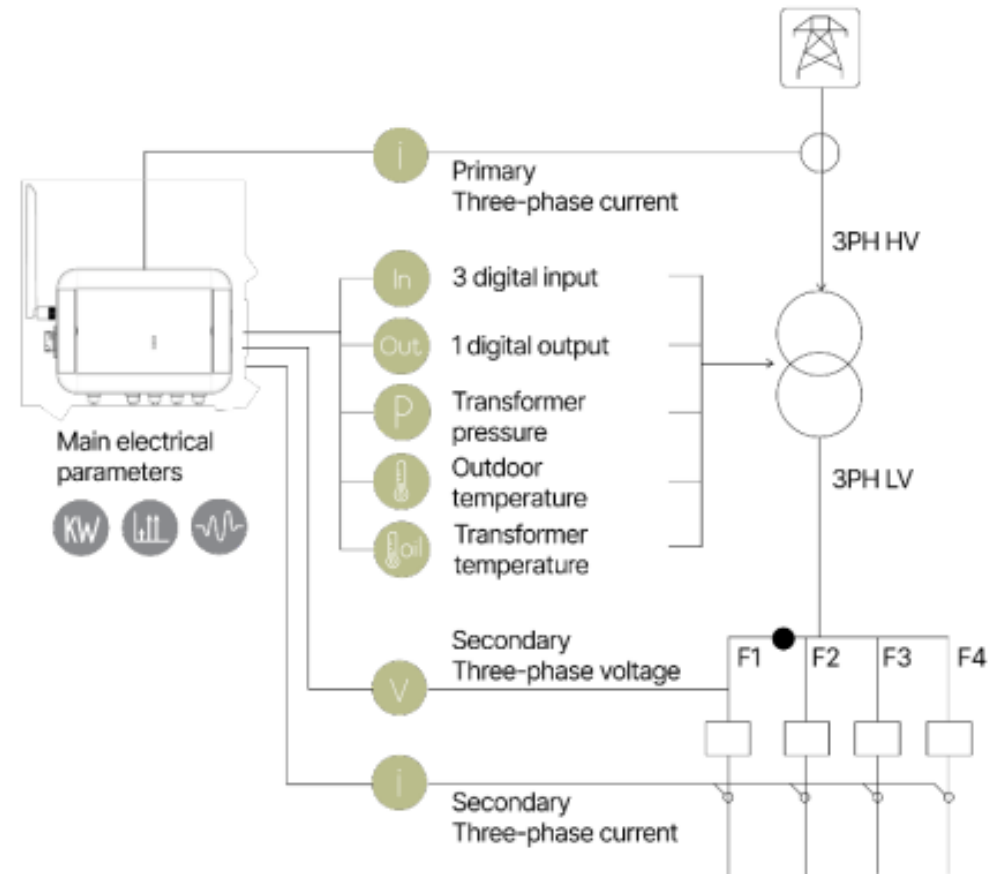 i
Primary
Three-phase current
3PH HV
In
3 digital input
Out
1 digital output
P
Transformer
pressure
Outdoor
temperature
oil
Transformer
temperature
Main electrical
parameters
KW
3PH LV
Secondary
Three-phase voltage
V
F1
F2
F3
F4
i
Secondary
Three-phase current